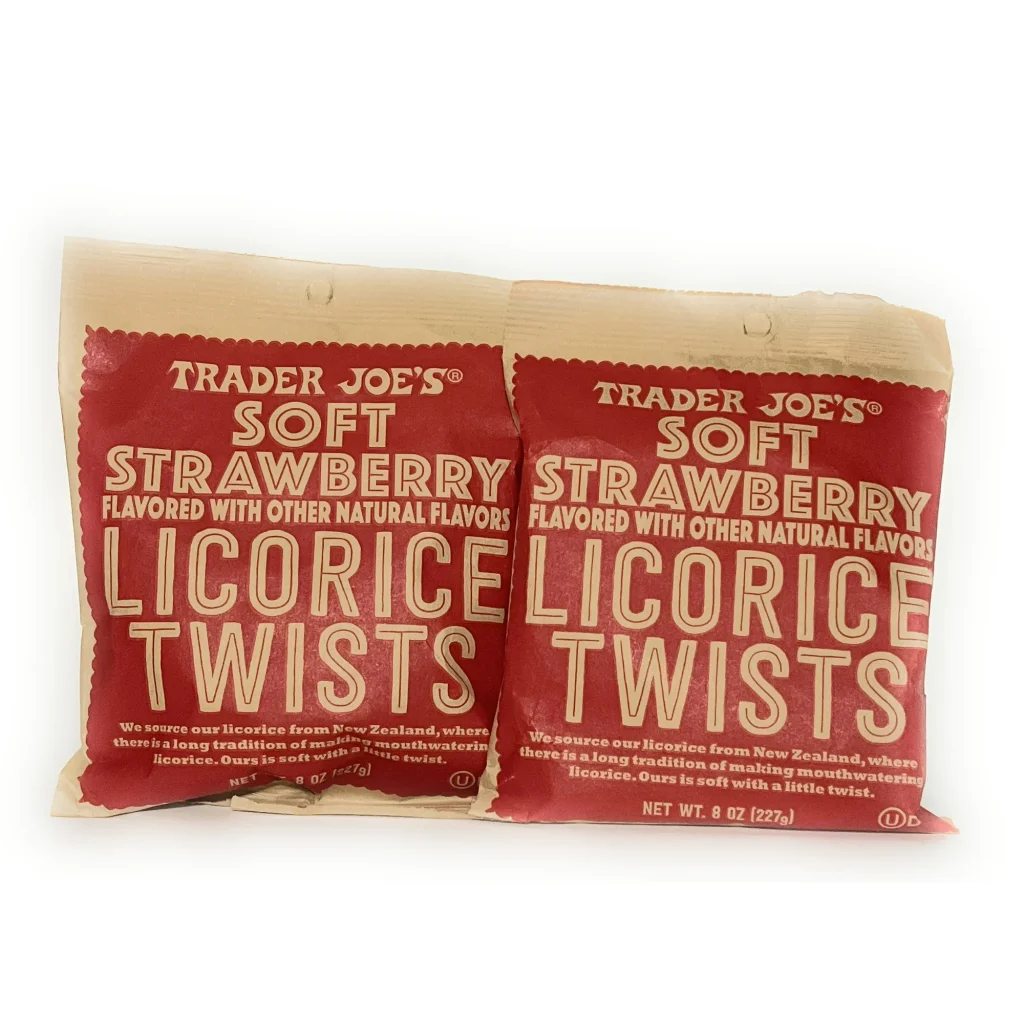 TRADER JOE'S®
SOFT
STRAWBERRY
FLAVORED WITH OTHER NATURAL FLAVORS
LICORICE
TWISTS
We source our licorice from New Zealand, where
there is a long tradition of making mouthwatering
licorice. Ours is soft with a little twist.
NET 8 OZ (227g)
U
TRADER JOE'S®
SOFT
STRAWBERRY
FLAVORED WITH OTHER NATURAL FLAVORS
LICORICE
TWISTS
We source our licorice from New Zealand, where
there is a long tradition of making mouthwatering
licorice. Ours is soft with a little twist.
NET WT. 8 OZ (227g)
U D